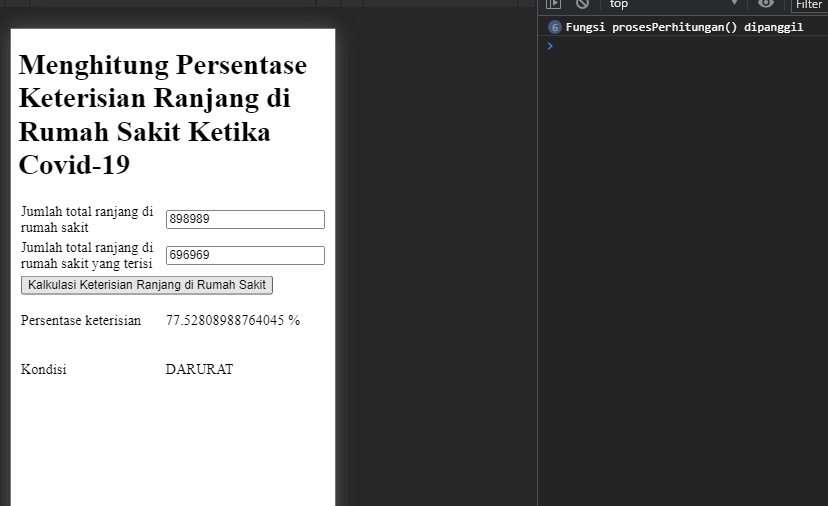 top
Filter
6 Fungsi prosesPerhitungan() dipanggil
>
Menghitung Persentase
Keterisian Ranjang di
Rumah Sakit Ketika
Covid-19
Jumlah total ranjang di
rumah sakit
898989
Jumlah total ranjang di
rumah sakit yang terisi
696969
Kalkulasi Keterisian Ranjang di Rumah Sakit
Persentase keterisian
77.52808988764045 %
Kondisi
DARURAT